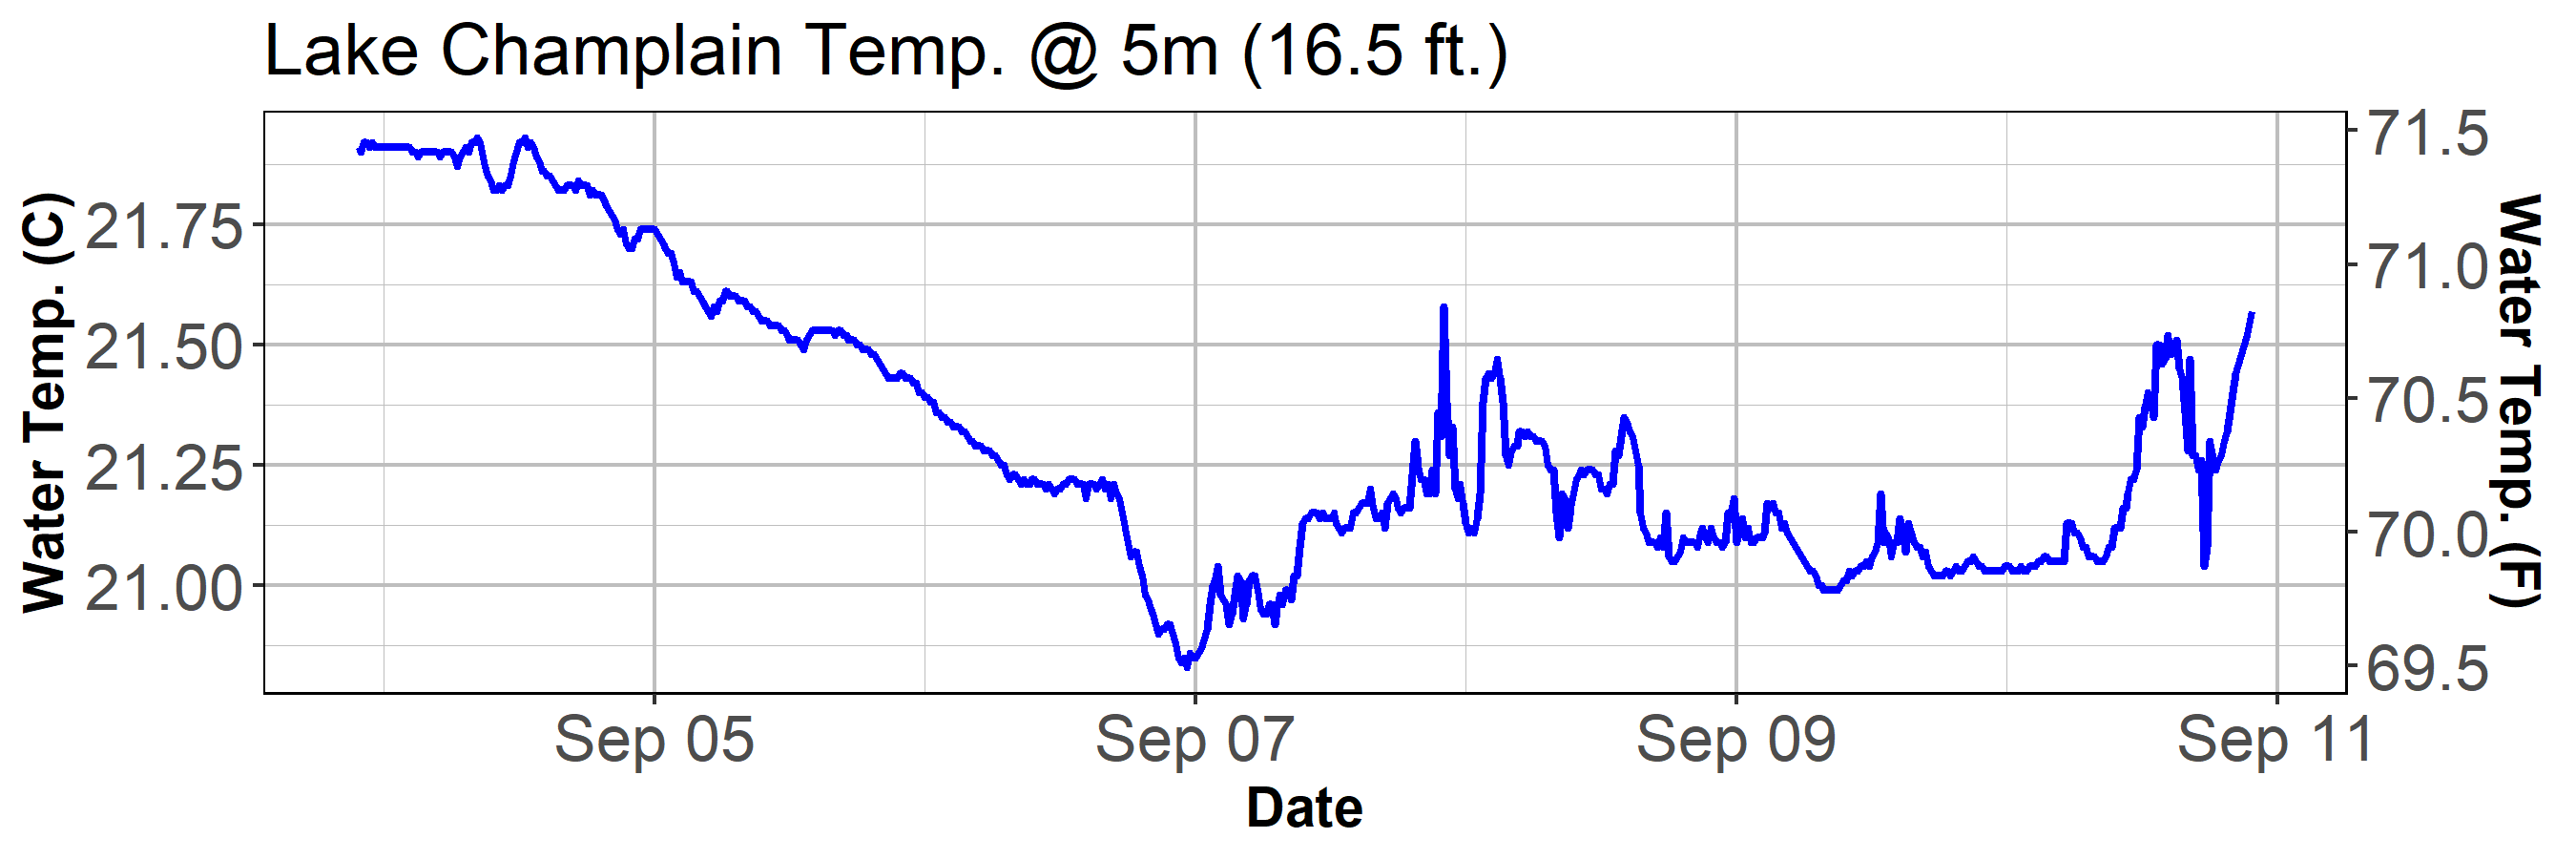 Lake Champlain Temp. @ 5m (16.5 ft.)
Water Temp. (C)
21.75
21.50
21.25
21.00
71.5
71.0
70.5
70.0
69.5
Water Temp. (F)
Sep 05 Sep 07 Sep 09 Sep 11
Date